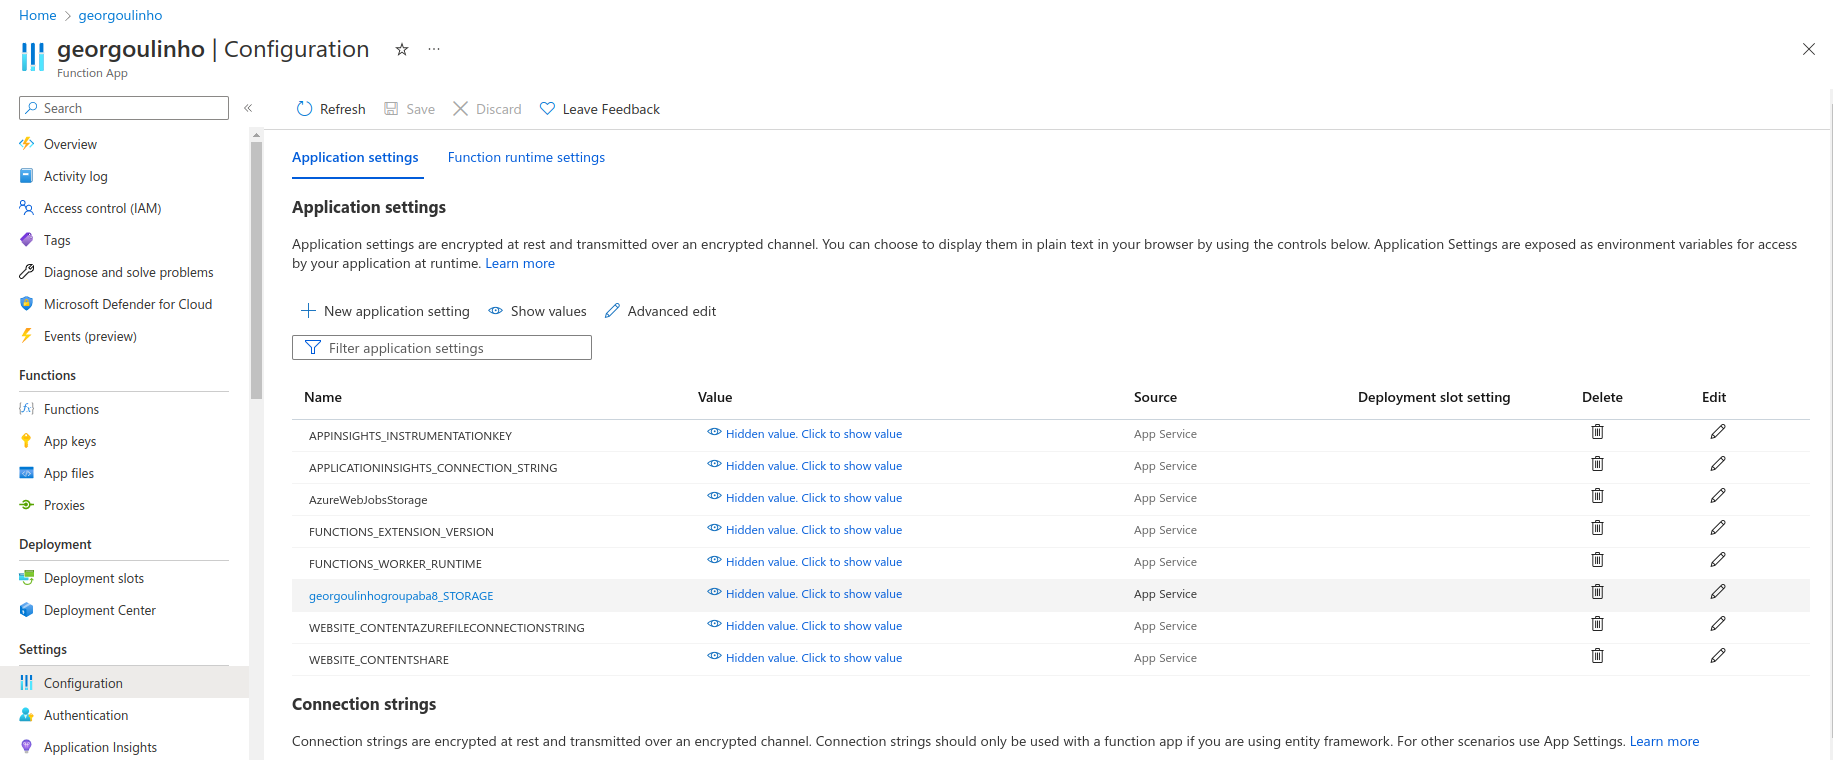 Home > georgoulinho
georgoulinho | Configuration ☆ ···
Function App
Search «
Refresh Save Discard Leave Feedback
Overview
Activity log
Access control (IAM)
Tags
Diagnose and solve problems
Microsoft Defender for Cloud
Events (preview)
Functions
Functions
App keys
App files
Proxies
Deployment
Deployment slots
Deployment Center
Settings
Configuration
Authentication
Application Insights
Application settings Function runtime settings
Application settings
Application settings are encrypted at rest and transmitted over an encrypted channel. You can choose to display them in plain text in your browser by using the controls below. Application Settings are exposed as environment variables for access
by your application at runtime. Learn more
New application setting Show values Advanced edit
Filter application settings
Name Value Source Deployment slot setting Delete Edit
APPINSIGHTS_INSTRUMENTATIONKEY Hidden value. Click to show value App Service
APPLICATIONINSIGHTS_CONNECTION_STRING Hidden value. Click to show value App Service
AzureWebJobsStorage Hidden value. Click to show value App Service
FUNCTIONS_EXTENSION_VERSION Hidden value. Click to show value App Service
FUNCTIONS_WORKER_RUNTIME Hidden value. Click to show value App Service
georgoulinhogroupaba8_STORAGE Hidden value. Click to show value App Service
WEBSITE_CONTENTAZUREFILECONNECTIONSTRING Hidden value. Click to show value App Service
WEBSITE_CONTENTSHARE Hidden value. Click to show value App Service
Connection strings
Connection strings are encrypted at rest and transmitted over an encrypted channel. Connection strings should only be used with a function app if you are using entity framework. For other scenarios use App Settings. Learn more